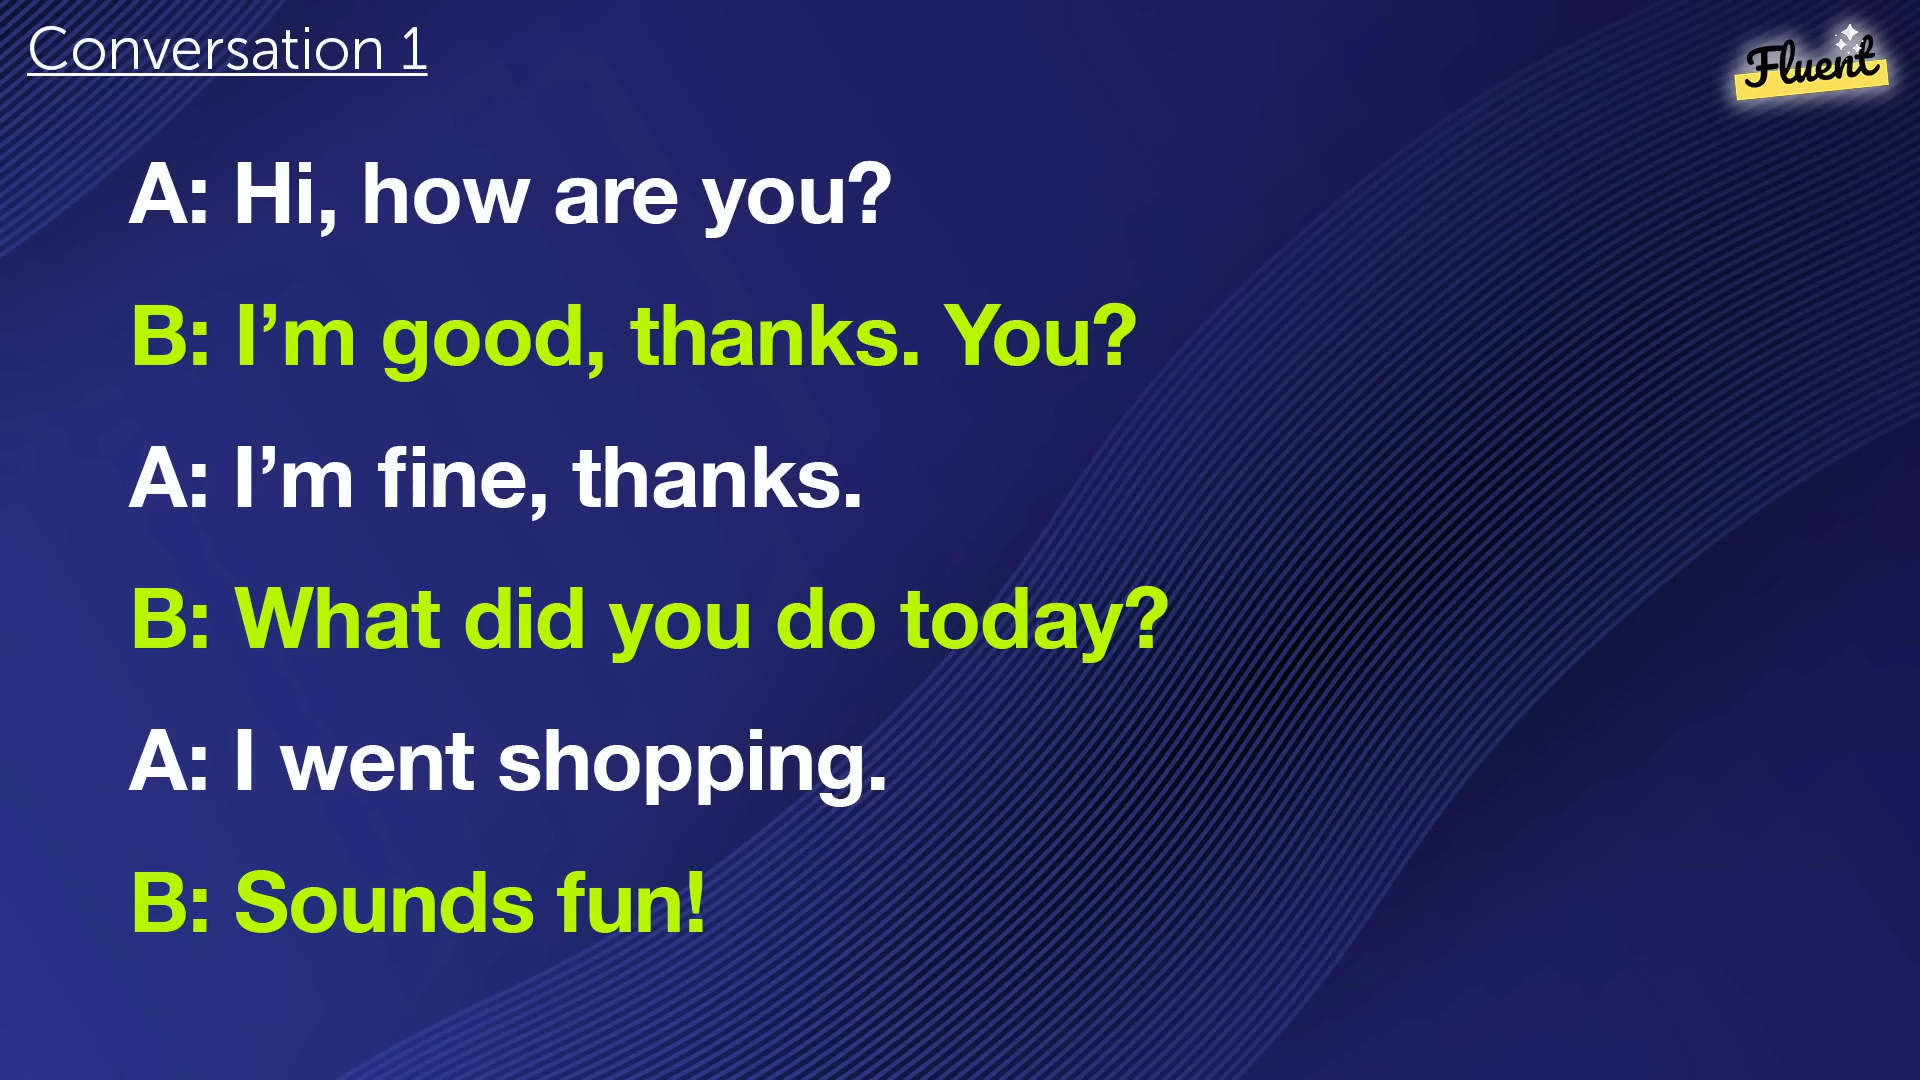 Conversation 1
Fluent
A: Hi, how are you?
B: I’m good, thanks. You?
A: I’m fine, thanks.
B: What did you do today?
A: I went shopping.
B: Sounds fun!